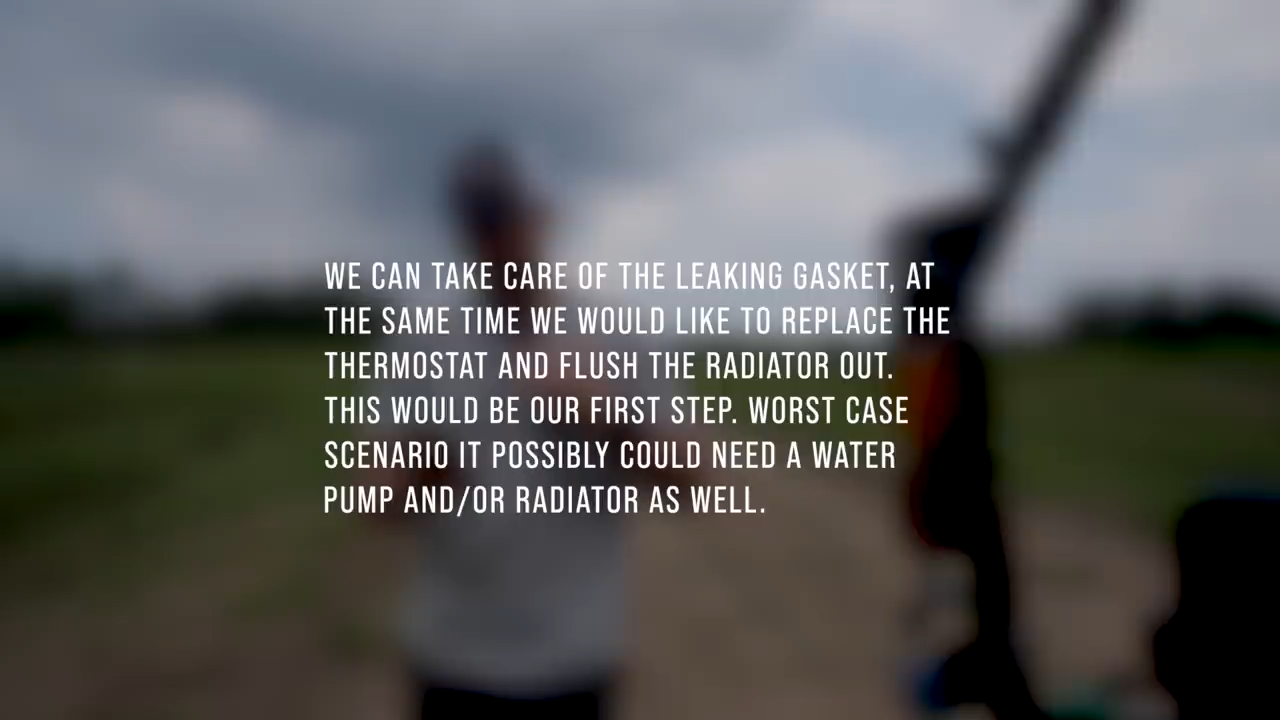 WE CAN TAKE CARE OF THE LEAKING GASKET, AT
THE SAME TIME WE WOULD LIKE TO REPLACE THE
THERMOSTAT AND FLUSH THE RADIATOR OUT.
THIS WOULD BE OUR FIRST STEP. WORST CASE
SCENARIO IT POSSIBLY COULD NEED A WATER
PUMP AND/OR RADIATOR AS WELL.